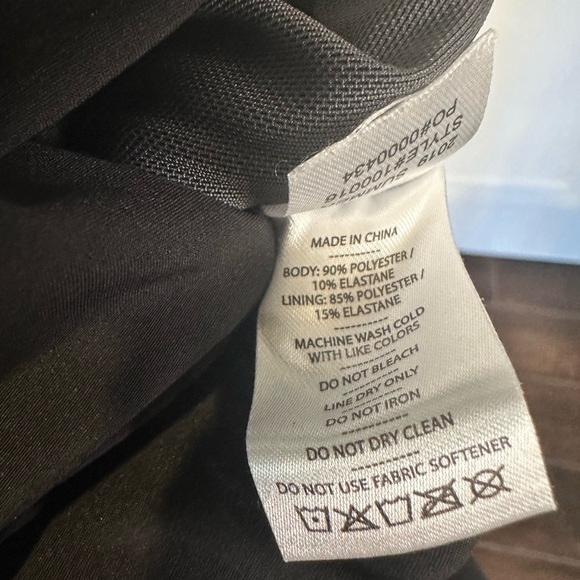 2019 SUMME
STYLE#100016
PO#0000434
MADE IN CHINA
----------
BODY: 90% POLYESTER /
10% ELASTANE
LINING: 85% POLYESTER /
15% ELASTANE
----------
MACHINE WASH COLD
WITH LIKE COLORS
----------
DO NOT BLEACH
----------
LINE DRY ONLY
----------
DO NOT IRON
----------
DO NOT DRY CLEAN
----------
DO NOT USE FABRIC SOFTENER